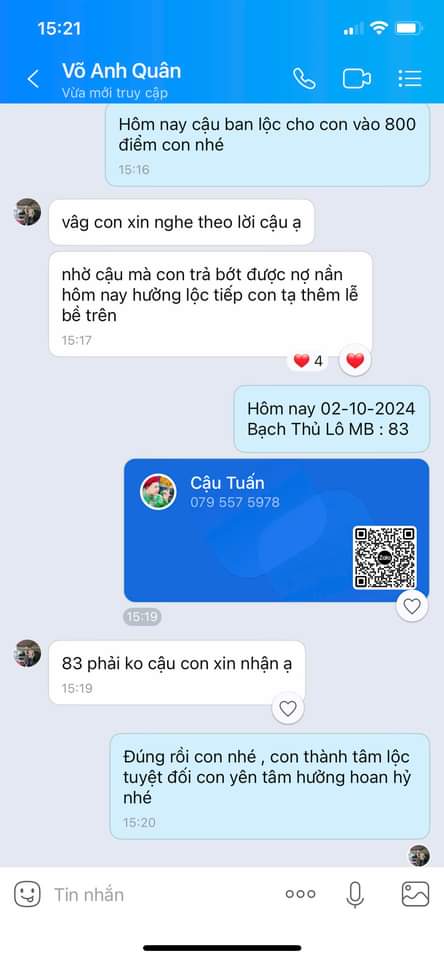 15:21
Võ Anh Quân
Vừa mới truy cập
Hôm nay cậu ban lộc cho con vào 800
điểm con nhé
15:16
vâg con xin nghe theo lời cậu ạ
nhờ cậu mà con trả bớt được nợ nần
hôm nay hưởng lộc tiếp con tạ thêm lễ
bề trên
15:17
4
Hôm nay 02-10-2024
Bạch Thủ Lô MB : 83
Cậu Tuấn
079 557 5978
Zalo
15:19
83 phải ko cậu con xin nhận ạ
15:19
Đúng rồi con nhé , con thành tâm lộc
tuyệt đối con yên tâm hưởng hoan hỷ
nhé
15:20
Tin nhắn